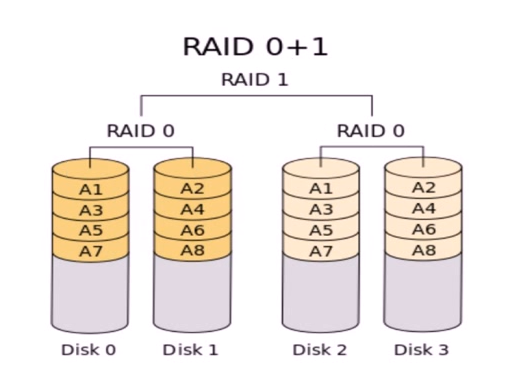 RAID 0+1
RAID 1
RAID 0 RAID 0
A1 A2 A1 A2
A3 A4 A3 A4
A5 A6 A5 A6
A7 A8 A7 A8
Disk 0 Disk 1 Disk 2 Disk 3